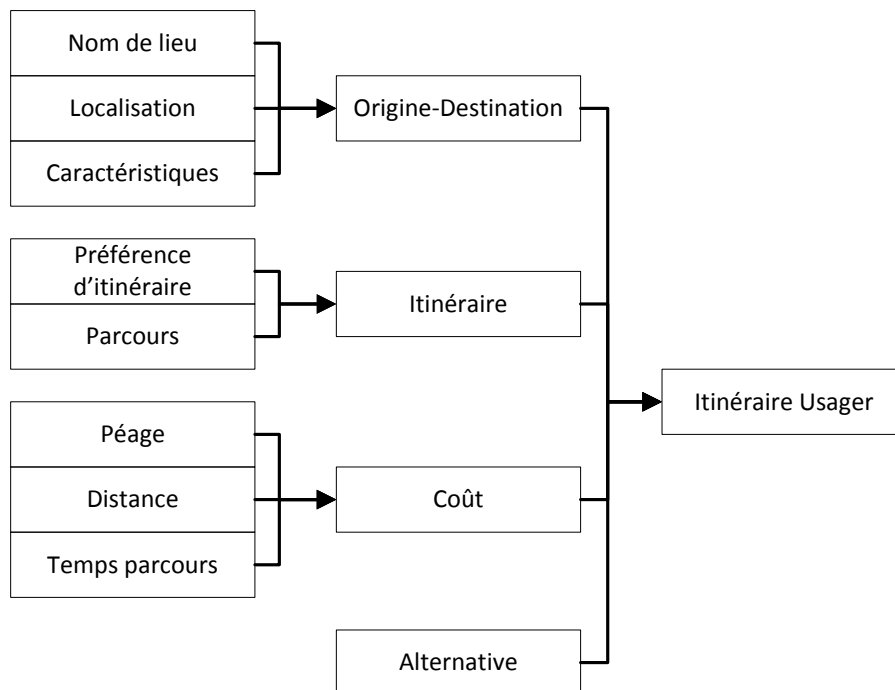 Nom de lieu
Localisation
Caractéristiques
Origine-Destination
Préférence
d'itinéraire
Parcours
Itinéraire
Péage
Distance
Temps parcours
Coût
Alternative
Itinéraire Usager